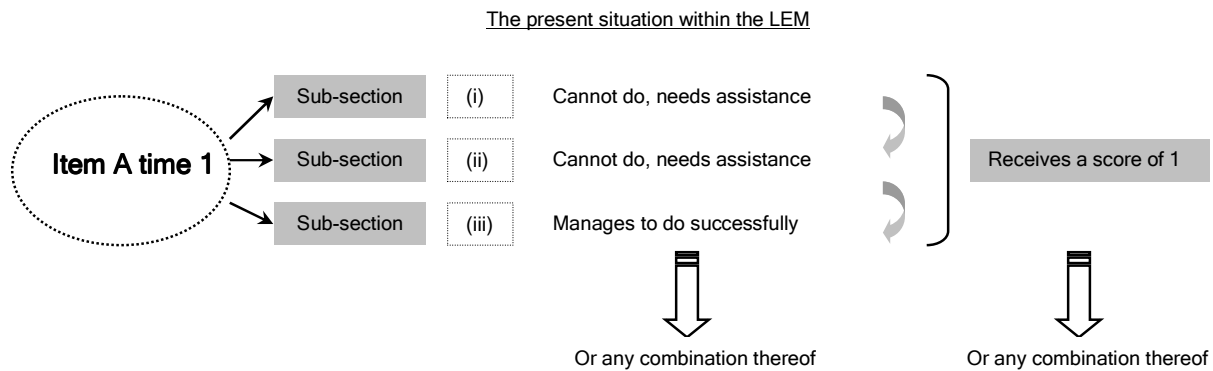 The present situation within the LEM
Sub-section (i) Cannot do, needs assistance
Item A time 1 Sub-section (ii) Cannot do, needs assistance Receives a score of 1
Sub-section (iii) Manages to do successfully
Or any combination thereof Or any combination thereof